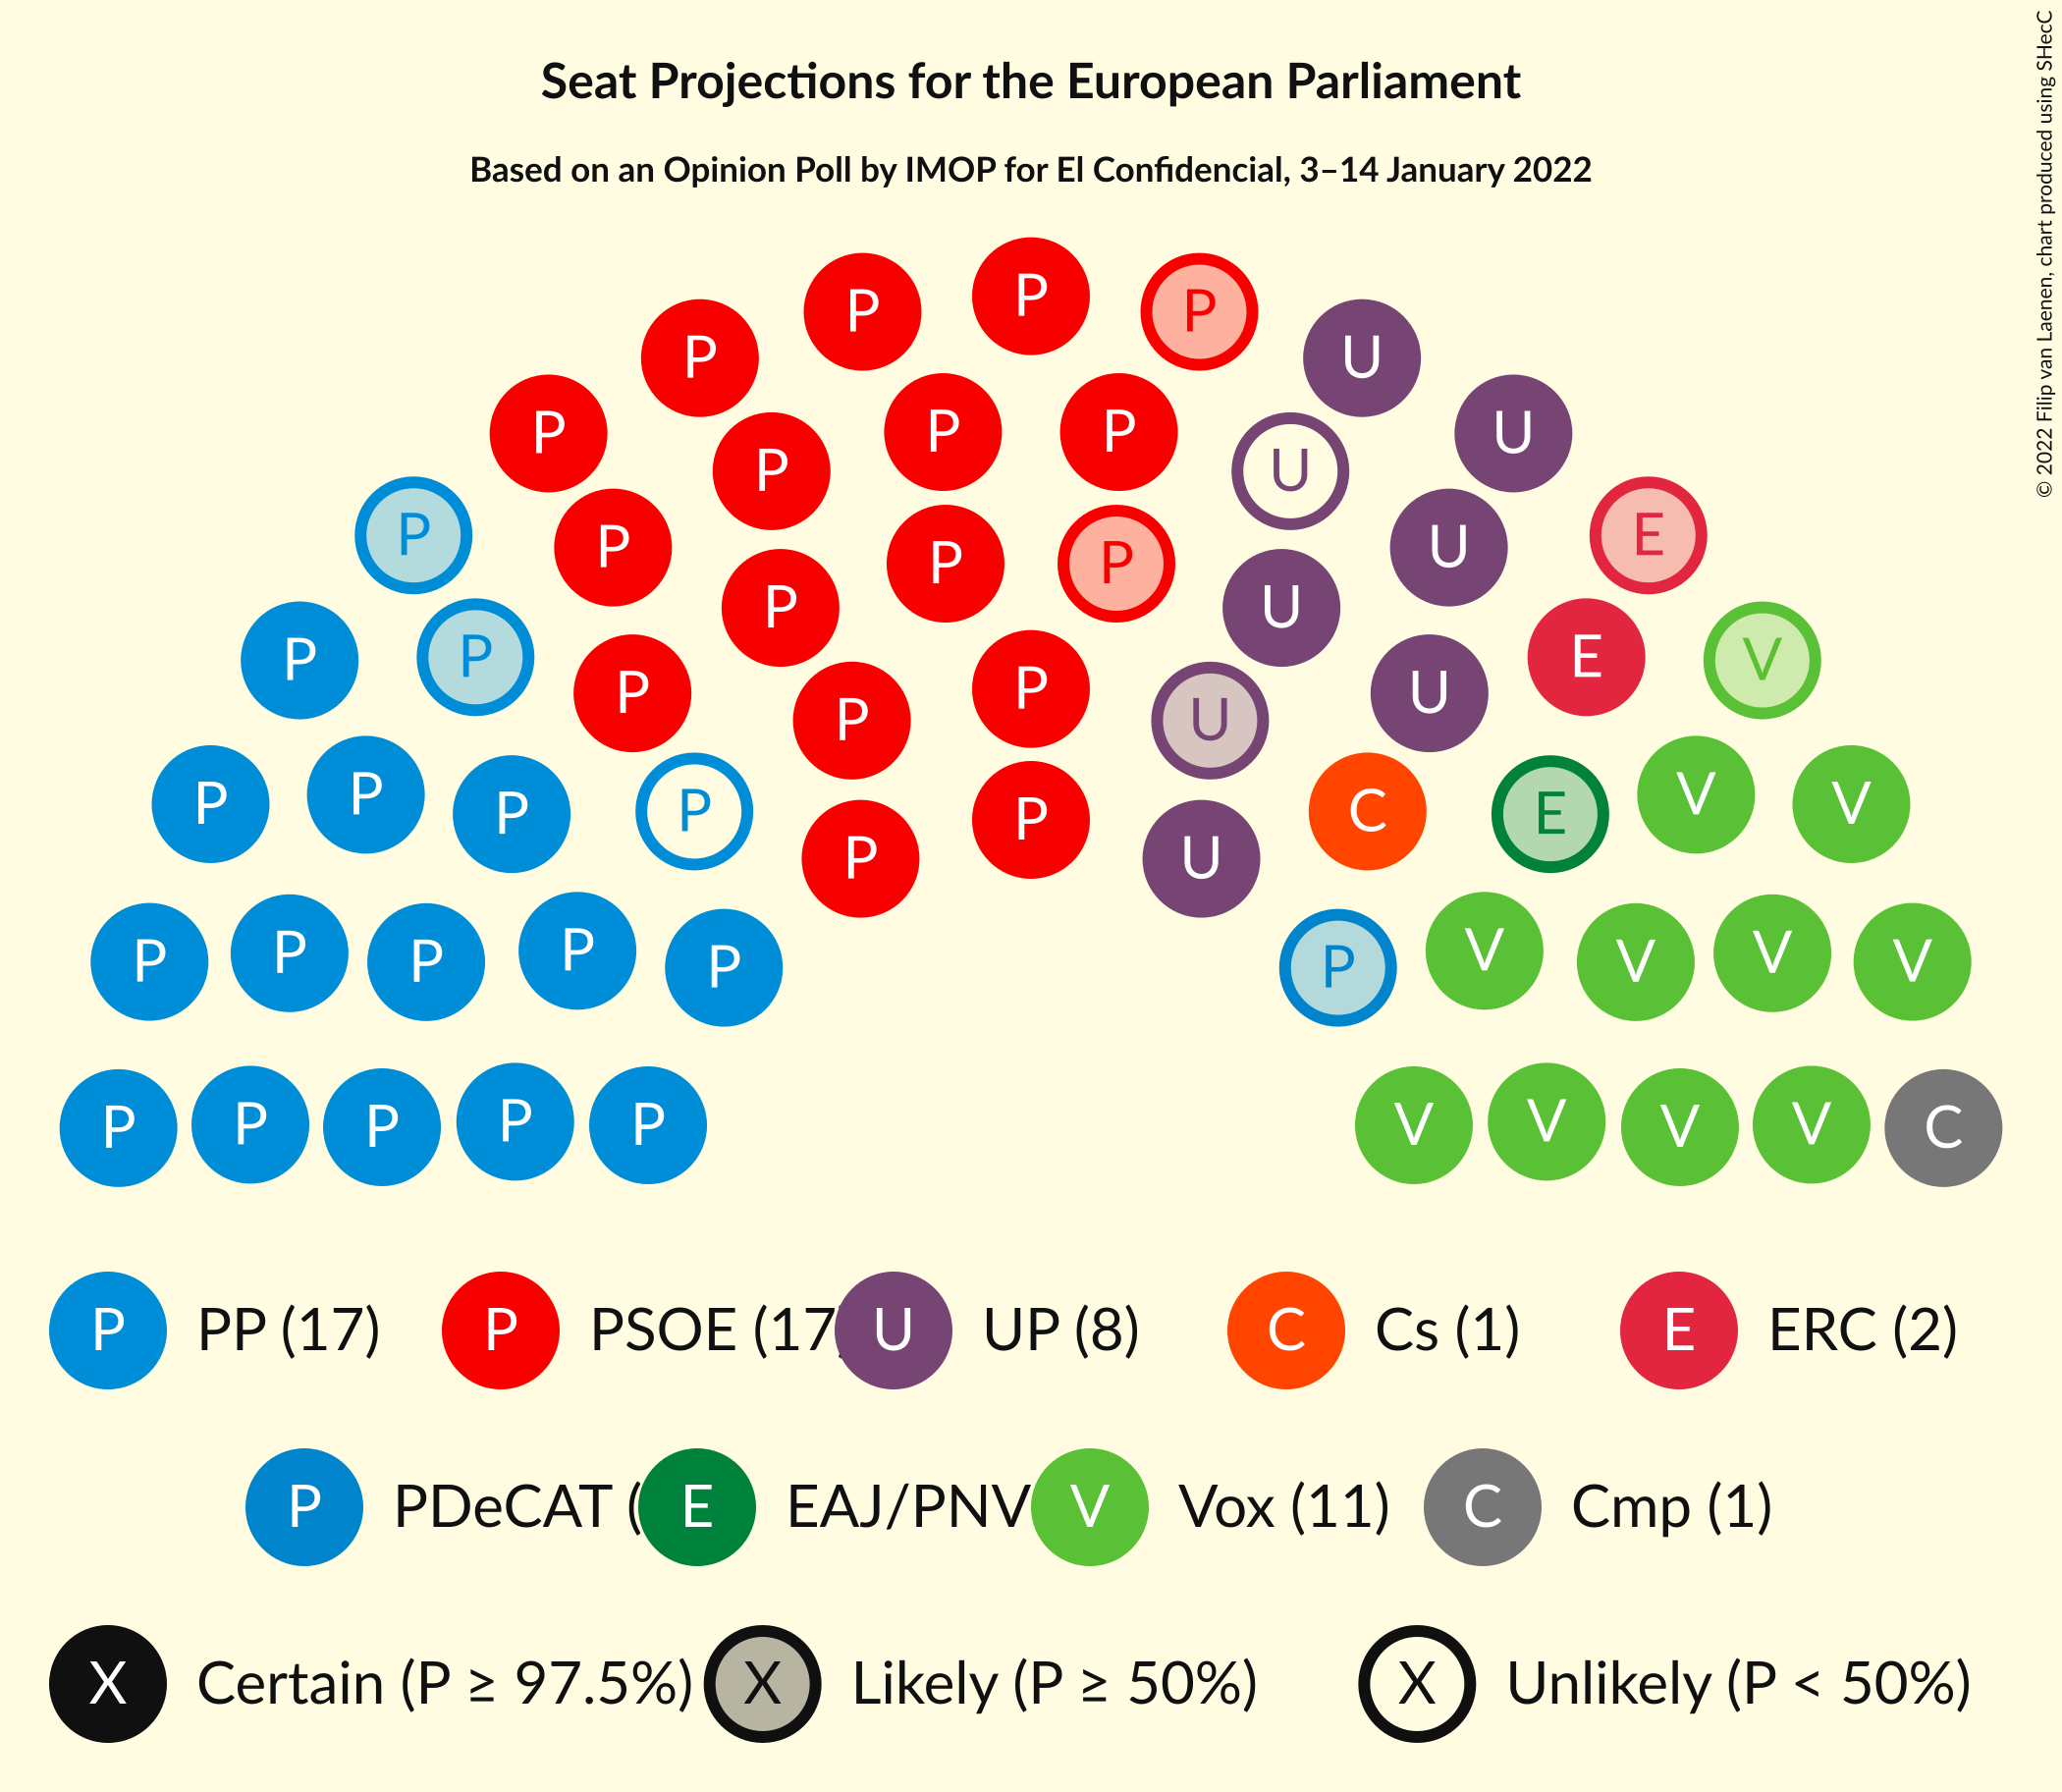 Seat Projections for the European Parliament
Based on an Opinion Poll by IMOP for El Confidencial, 3–14 January 2022
© 2022 Filip van Laenen, chart produced using SHecC
P P P
P U
P P P U
P U
P P P P U E
P U
P P E V
P P U
P U
P P P P P C E V V
P U
P P P P P P V V V V
P P P P P V V V V C
P PP (17) P PSOE (17 U UP (8) C Cs (1) E ERC (2)
P PDeCAT ( E EAJ/PNV V Vox (11) C Cmp (1)
X Certain (P ≥ 97.5%) X Likely (P ≥ 50%) X Unlikely (P < 50%)